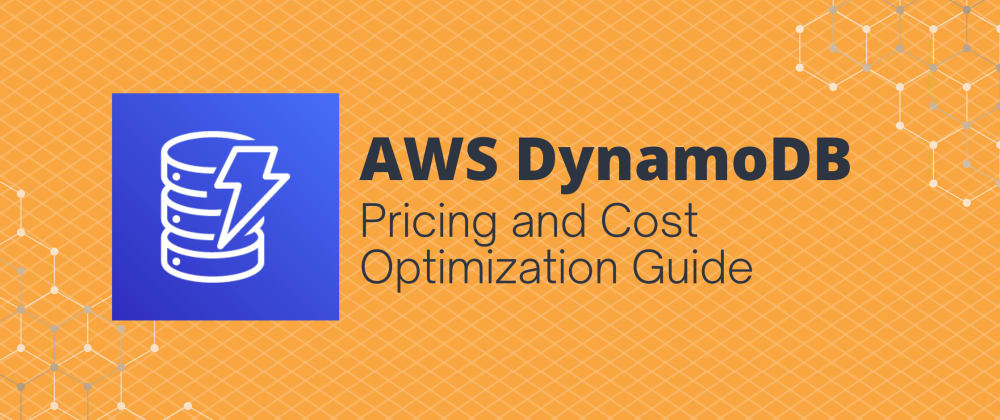 AWS DynamoDB
Pricing and Cost
Optimization Guide